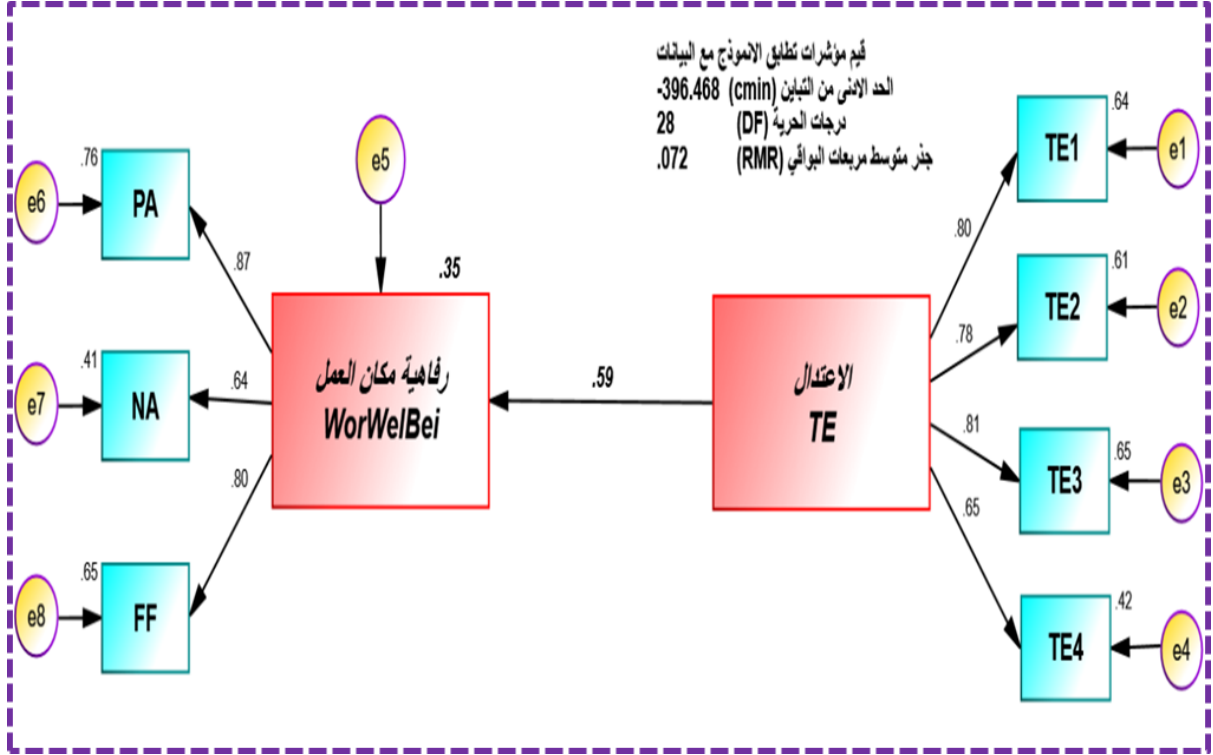 قيم مؤشرات تطابق الانموذج مع البيانات
الحد الادنى من التباين (cmin) -396.468
درجات الحرية (DF) 28
جذر متوسط مربعات البواقي (RMR) .072
e5
.35
رفاهية مكان العمل
WorWelBei
.59
الاعتدال
TE
e6
.76
PA
.87
e7
.41
NA
.64
e8
.65
FF
.80
.80
TE1
.64
e1
.78
TE2
.61
e2
.81
TE3
.65
e3
.65
TE4
.42
e4